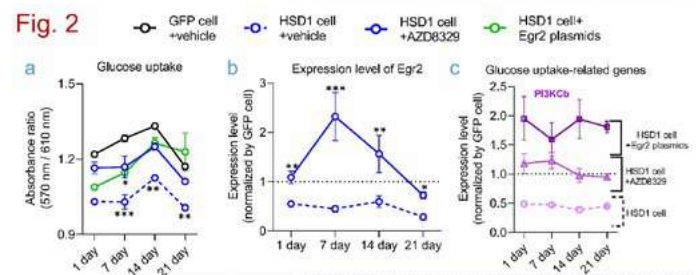 Fig. 2
GFP cell
+vehicle
HSD1 cell
+vehicle
HSD1 cell
+AZD8329
HSD1 cell+
Egr2 plasmids
a
Glucose uptake
Absorbance ratio
(570 nm / 610 nm)
1.5
1.2
0.9
*
***
**
**
1 day
7 day
14 day
21 day
b
Expression level of Egr2
Expression level
(normalized by GFP cell)
3
2
1
0
**
***
**
*
1 day
7 day
14 day
21 day
c
Glucose uptake-related genes
PI3KCb
Expression level
(normalized by GFP cell)
2.5
2.0
1.5
1.0
0.5
0.0
HSD1 cell
+Egr2 plasmids
HSD1 cell
+AZD8329
HSD1 cell
1 day
7 day
14 day
21 day